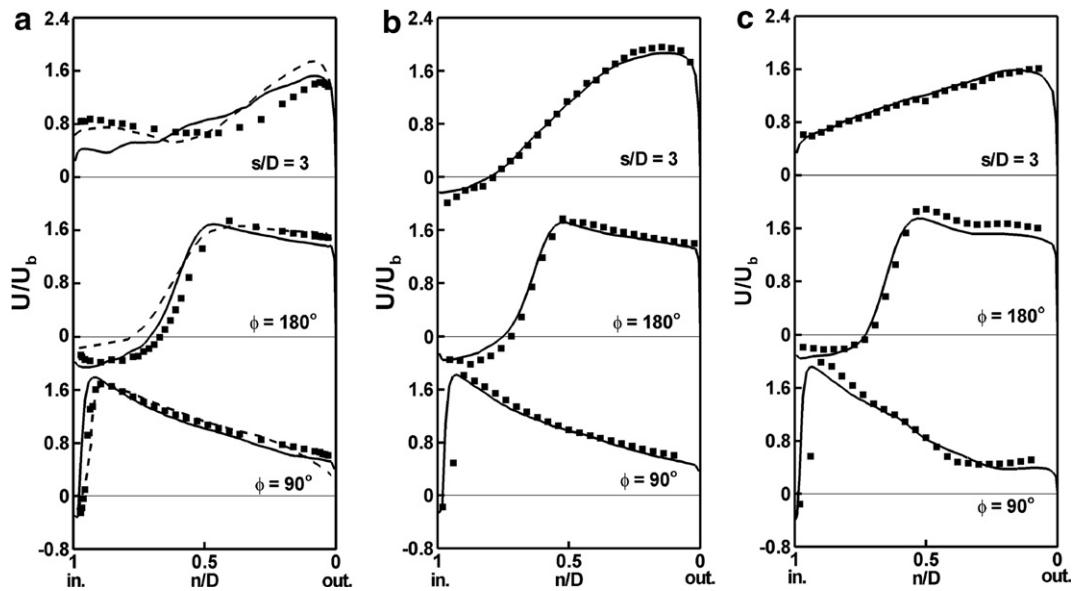 a
2.4
1.6
0.8
0
1.6
0.8
0
1.6
0.8
0
-0.8
U/U_b
s/D = 3
ϕ = 180°
ϕ = 90°
1 0.5 0
in. n/D out.
b
2.4
1.6
0.8
0
1.6
0.8
0
1.6
0.8
0
-0.8
U/U_b
s/D = 3
ϕ = 180°
ϕ = 90°
1 0.5 0
in. n/D out.
c
2.4
1.6
0.8
0
1.6
0.8
0
1.6
0.8
0
-0.8
U/U_b
s/D = 3
ϕ = 180°
ϕ = 90°
1 0.5 0
in. n/D out.